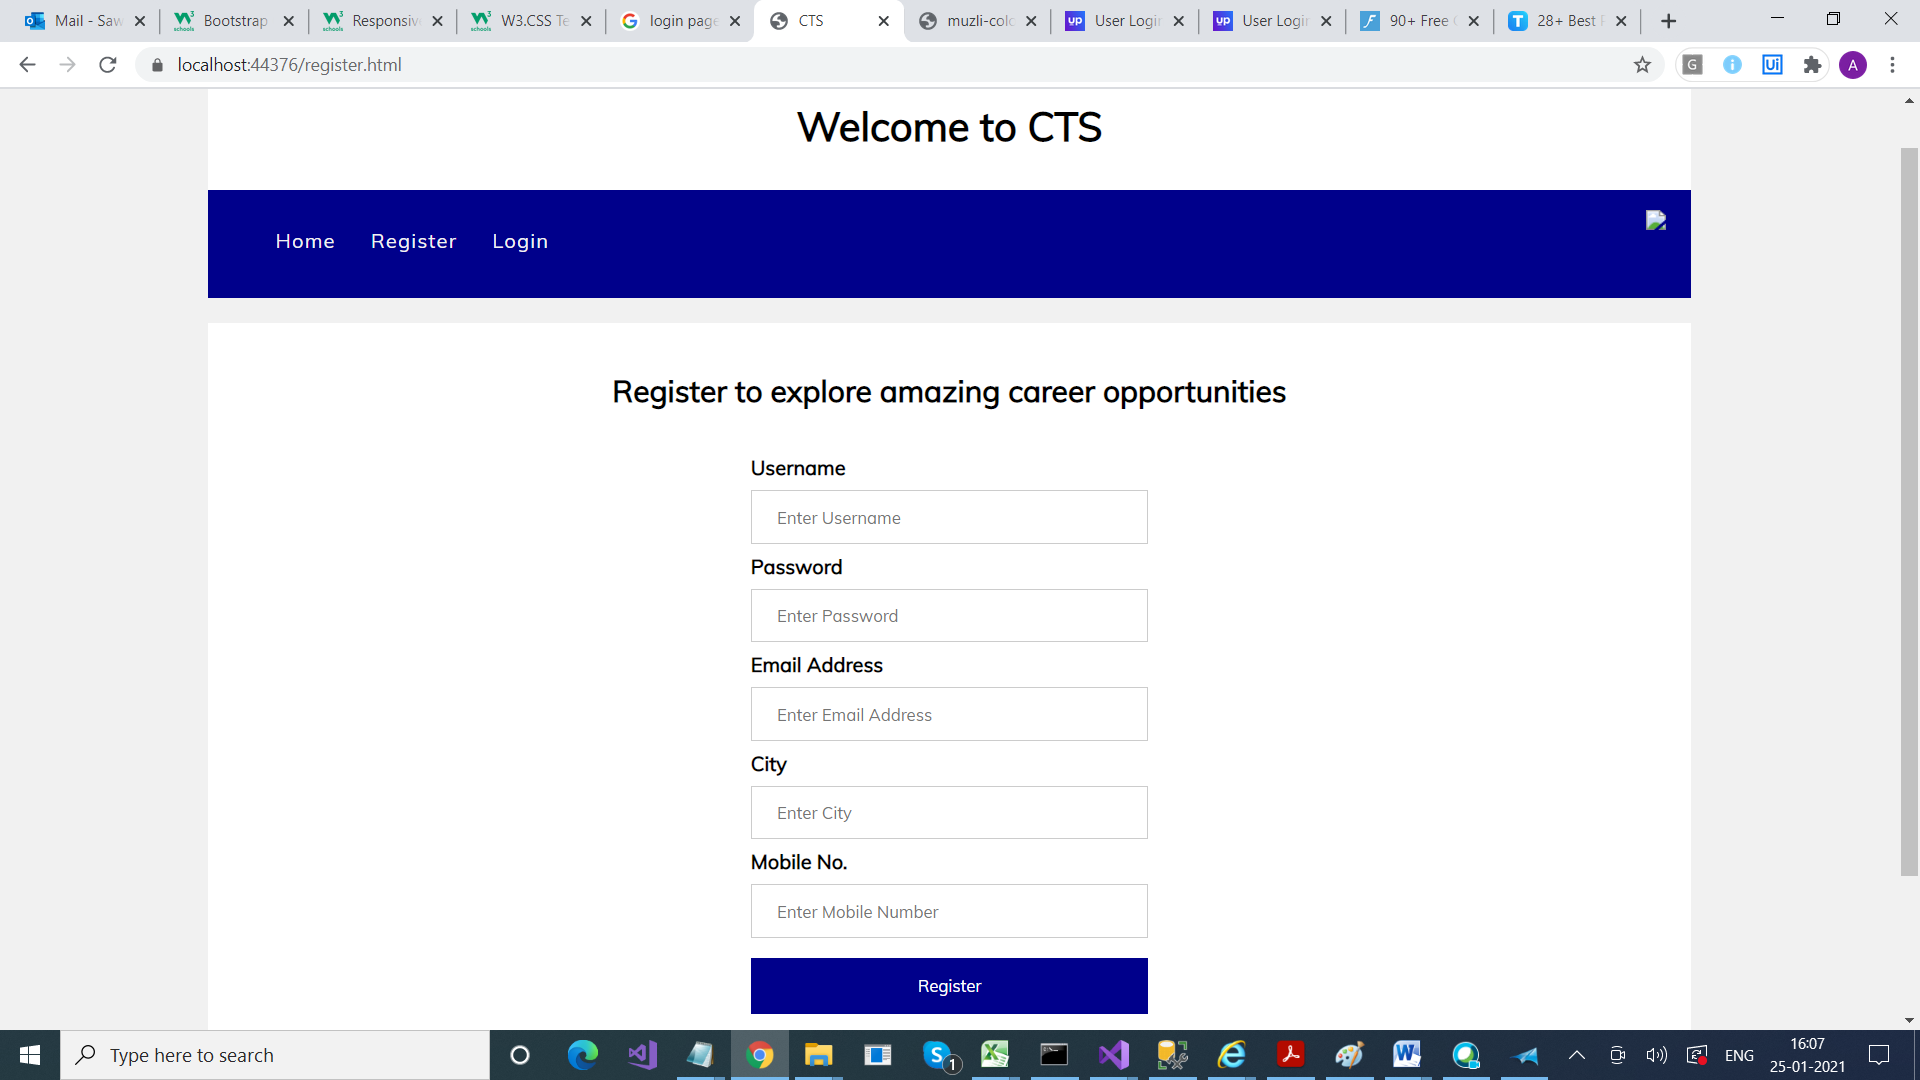 Mail - Saw
Bootstrap
Responsive
W3.CSS Te
login page
CTS
muzli-colo
User Login
User Login
90+ Free
28+ Best
localhost:44376/register.html
Welcome to CTS
Home Register Login
Register to explore amazing career opportunities
Username
Enter Username
Password
Enter Password
Email Address
Enter Email Address
City
Enter City
Mobile No.
Enter Mobile Number
Register
Type here to search
ENG
16:07
25-01-2021